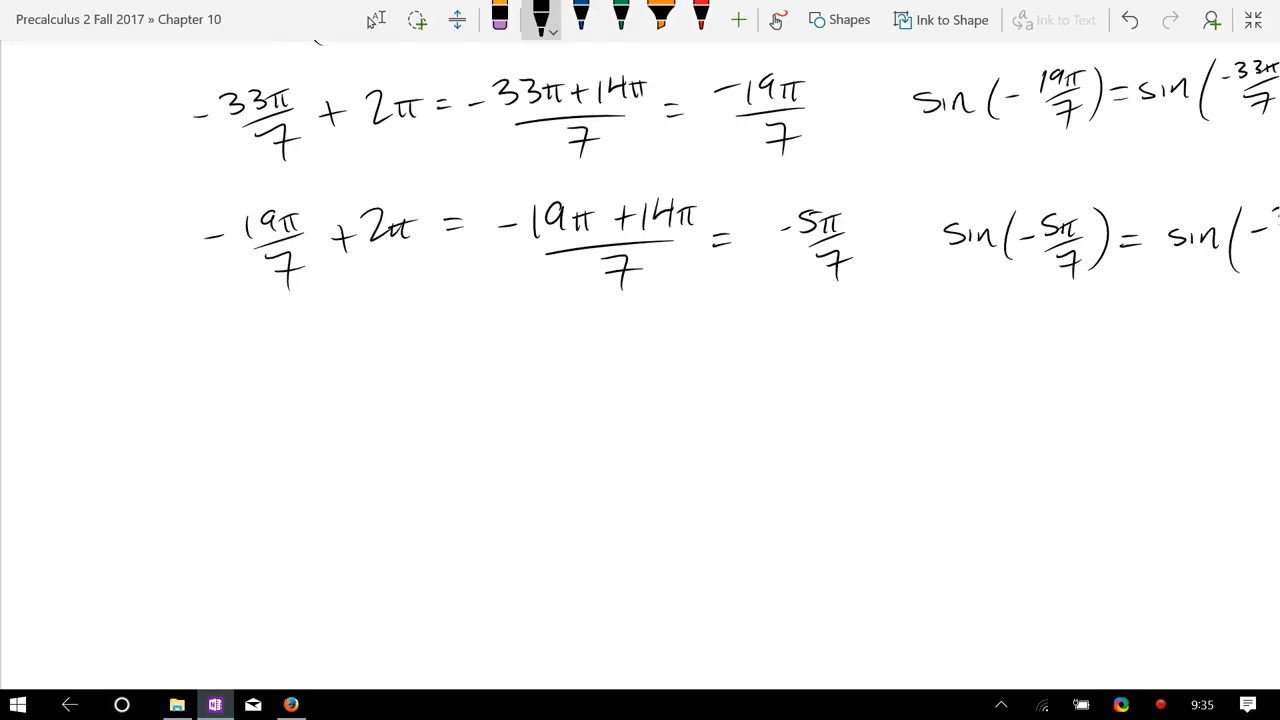 Precalculus 2 Fall 2017 » Chapter 10
Shapes
Ink to Shape
Ink to Text
-33π/7 + 2π = -33π+14π/7 = -19π/7 sin(-19π/7) = sin(-33π/7
-19π/7 + 2π = -19π+14π/7 = -5π/7 sin(-5π/7) = sin(-
9:35